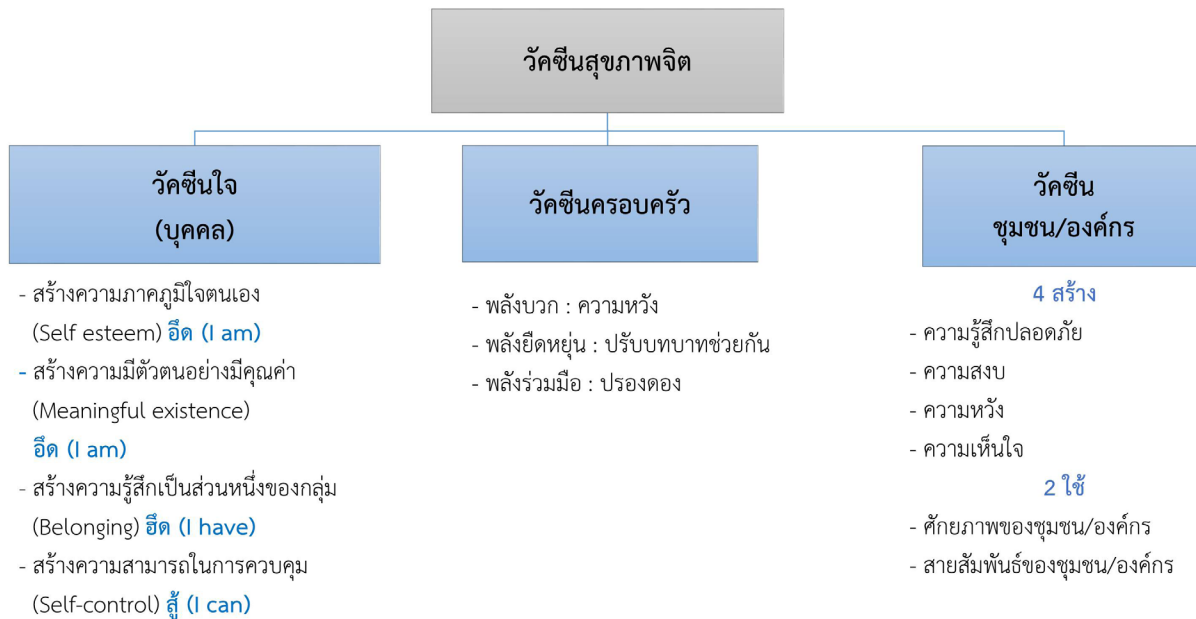 วัคซีนสุขภาพจิต
วัคซีนใจ
(บุคคล)
- สร้างความภาคภูมิใจตนเอง
(Self esteem) อึด (I am)
- สร้างความมีตัวตนอย่างมีคุณค่า
(Meaningful existence)
อึด (I am)
- สร้างความรู้สึกเป็นส่วนหนึ่งของกลุ่ม
(Belonging) ฮึด (I have)
- สร้างความสามารถในการควบคุม
(Self-control) สู้ (I can)
วัคซีนครอบครัว
- พลังบวก : ความหวัง
- พลังยืดหยุ่น : ปรับบทบาทช่วยกัน
- พลังร่วมมือ : ปรองดอง
วัคซีน
ชุมชน/องค์กร
4 สร้าง
- ความรู้สึกปลอดภัย
- ความสงบ
- ความหวัง
- ความเห็นใจ
2 ใช้
- ศักยภาพของชุมชน/องค์กร
- สายสัมพันธ์ของชุมชน/องค์กร